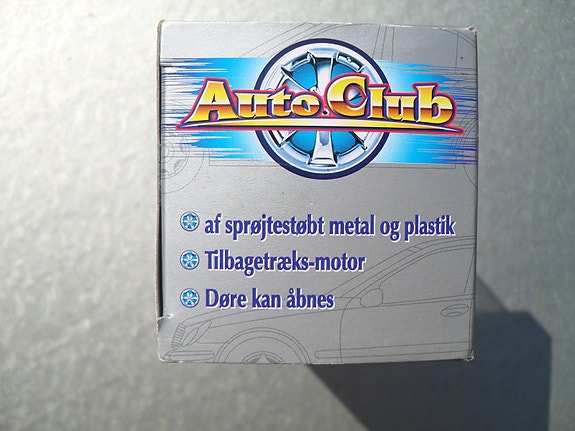 Auto Club
af sprøjtestøbt metal og plastik
Tilbagetræks-motor
Døre kan åbnes